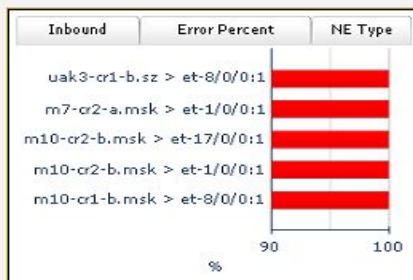 Inbound Error Percent NE Type
uak3-cr1-b.sz > et-8/0/0:1
m7-cr2-a.msk > et-1/0/0:1
m10-cr2-b.msk > et-17/0/0:1
m10-cr2-b.msk > et-1/0/0:1
m10-cr1-b.msk > et-8/0/0:1
90 100
%